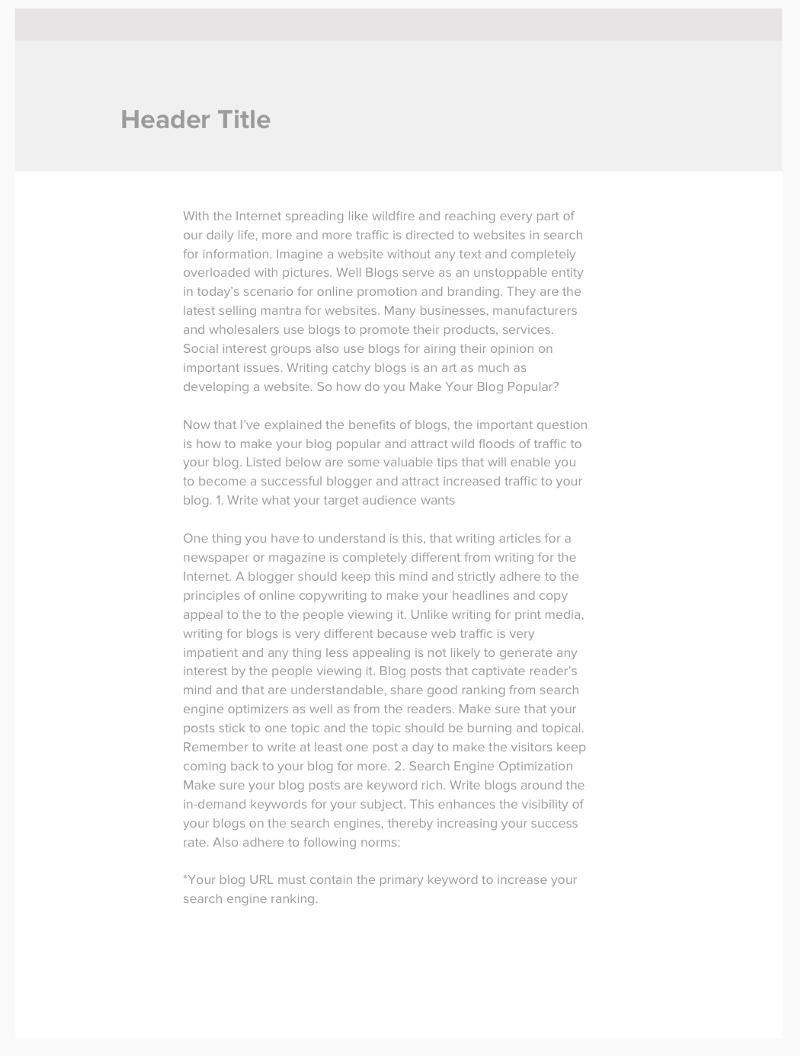 Header Title
With the Internet spreading like wildfire and reaching every part of
our daily life, more and more traffic is directed to websites in search
for information. Imagine a website without any text and completely
overloaded with pictures. Well Blogs serve as an unstoppable entity
in today’s scenario for online promotion and branding. They are the
latest selling mantra for websites. Many businesses, manufacturers
and wholesalers use blogs to promote their products, services.
Social interest groups also use blogs for airing their opinion on
important issues. Writing catchy blogs is an art as much as
developing a website. So how do you Make Your Blog Popular?
Now that I’ve explained the benefits of blogs, the important question
is how to make your blog popular and attract wild floods of traffic to
your blog. Listed below are some valuable tips that will enable you
to become a successful blogger and attract increased traffic to your
blog. 1. Write what your target audience wants
One thing you have to understand is this, that writing articles for a
newspaper or magazine is completely different from writing for the
Internet. A blogger should keep this mind and strictly adhere to the
principles of online copywriting to make your headlines and copy
appeal to the to the people viewing it. Unlike writing for print media,
writing for blogs is very different because web traffic is very
impatient and any thing less appealing is not likely to generate any
interest by the people viewing it. Blog posts that captivate reader’s
mind and that are understandable, share good ranking from search
engine optimizers as well as from the readers. Make sure that your
posts stick to one topic and the topic should be burning and topical.
Remember to write at least one post a day to make the visitors keep
coming back to your blog for more. 2. Search Engine Optimization
Make sure your blog posts are keyword rich. Write blogs around the
in-demand keywords for your subject. This enhances the visibility of
your blogs on the search engines, thereby increasing your success
rate. Also adhere to following norms:
*Your blog URL must contain the primary keyword to increase your
search engine ranking.